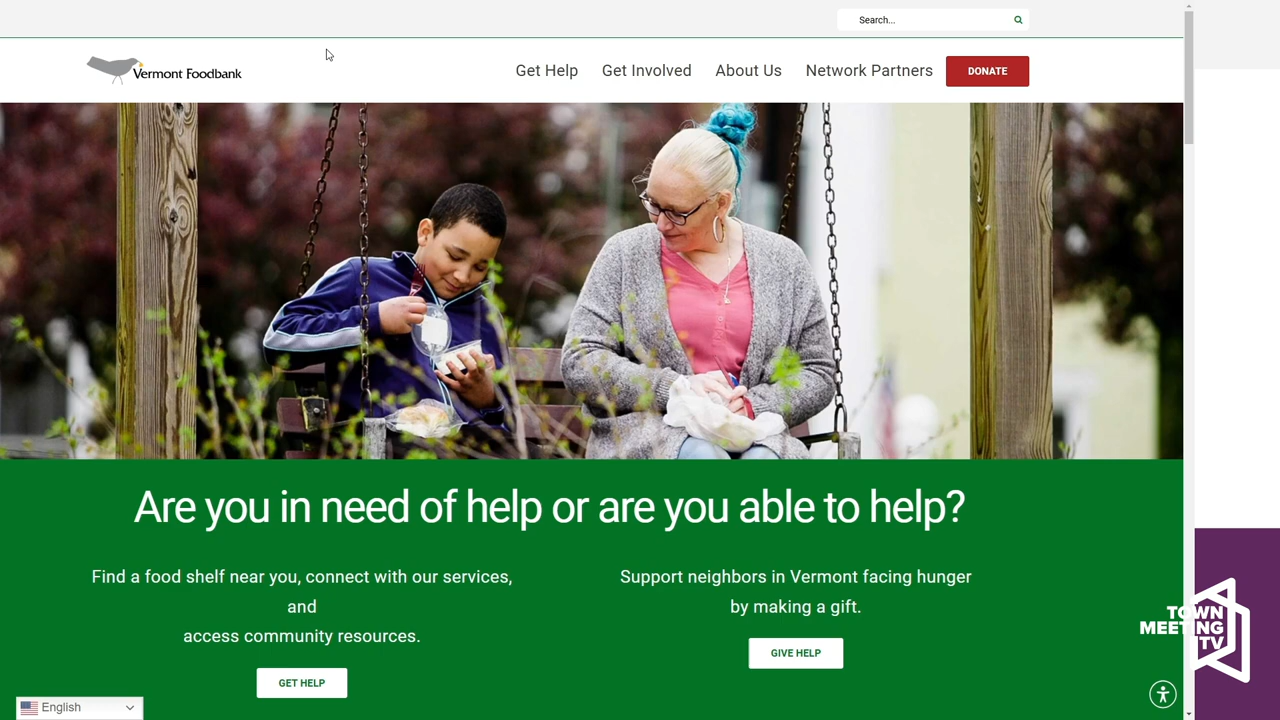 Search...
Vermont Foodbank
Get Help
Get Involved
About Us
Network Partners
DONATE
Are you in need of help or are you able to help?
Find a food shelf near you, connect with our services,
and
access community resources.
GET HELP
Support neighbors in Vermont facing hunger
by making a gift.
GIVE HELP
TOWN
MEETING
TV
English